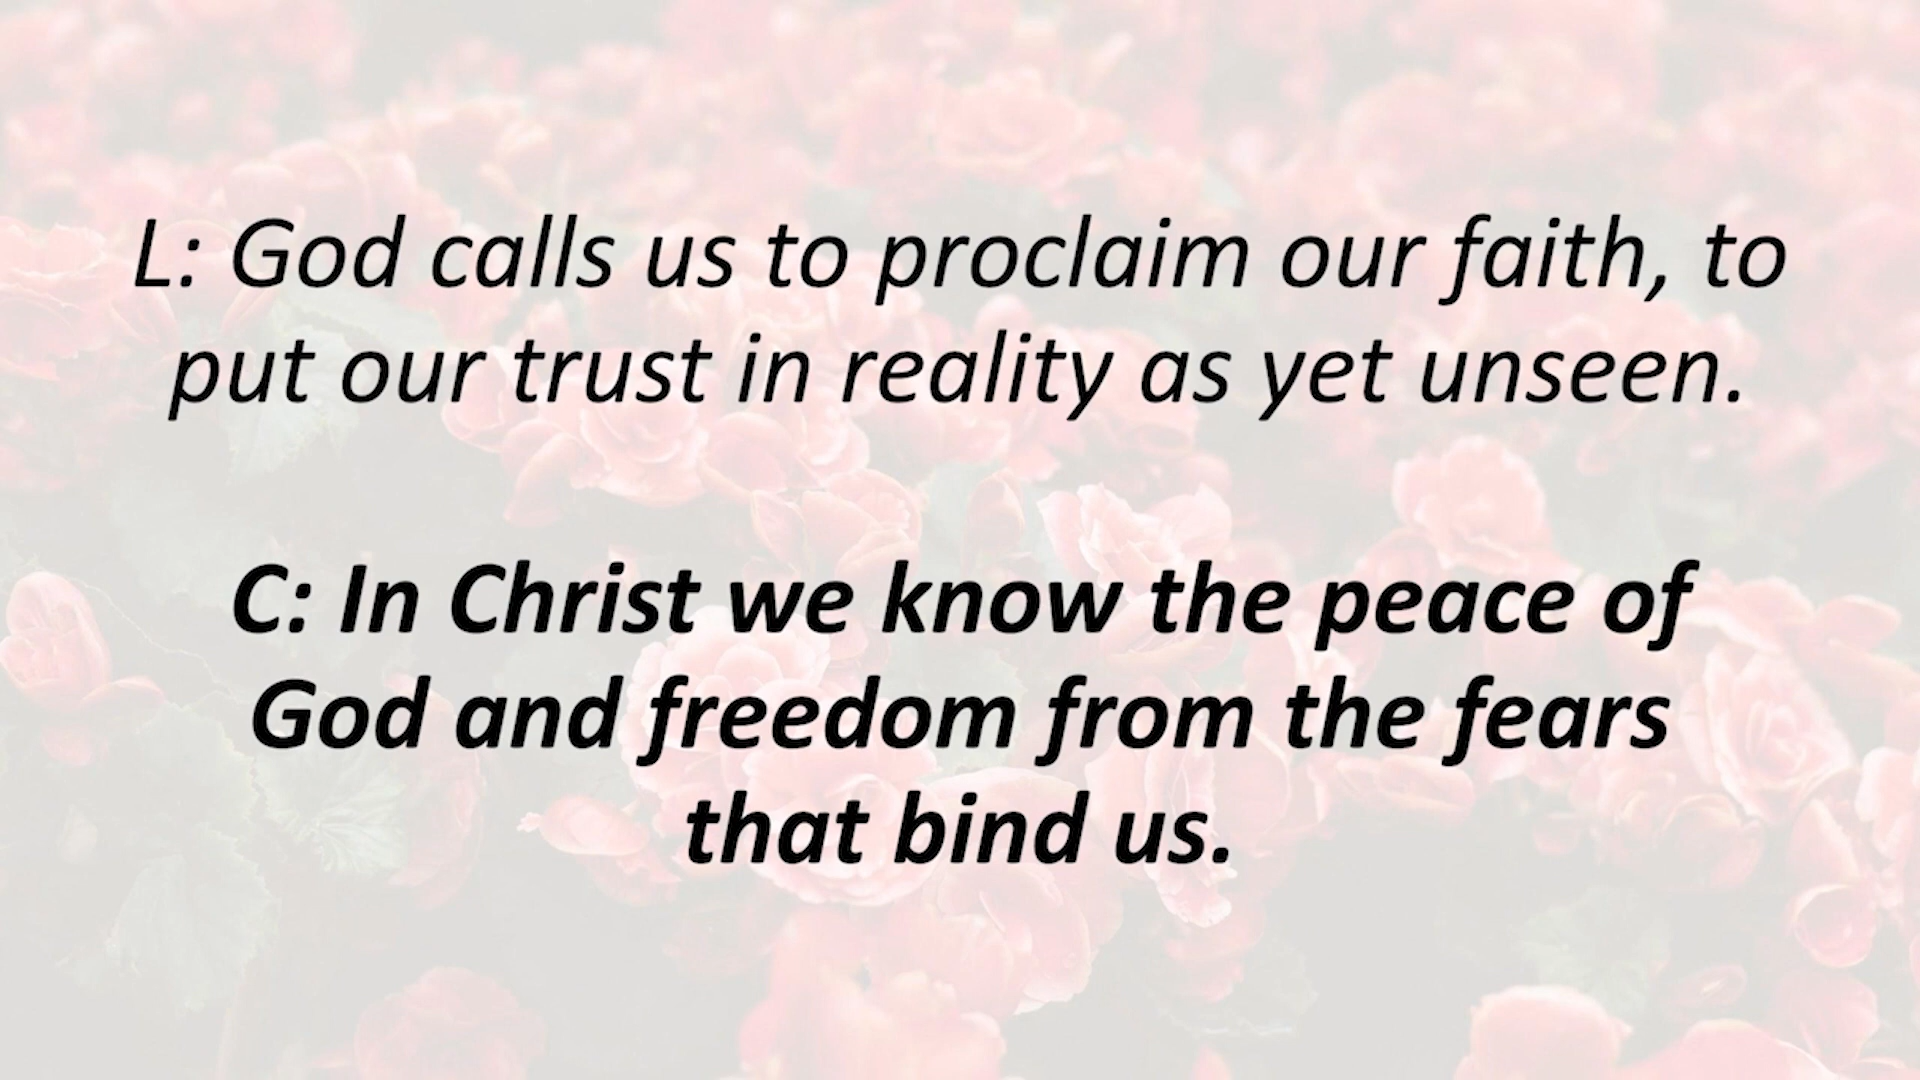 L: God calls us to proclaim our faith, to
put our trust in reality as yet unseen.
C: In Christ we know the peace of
God and freedom from the fears
that bind us.